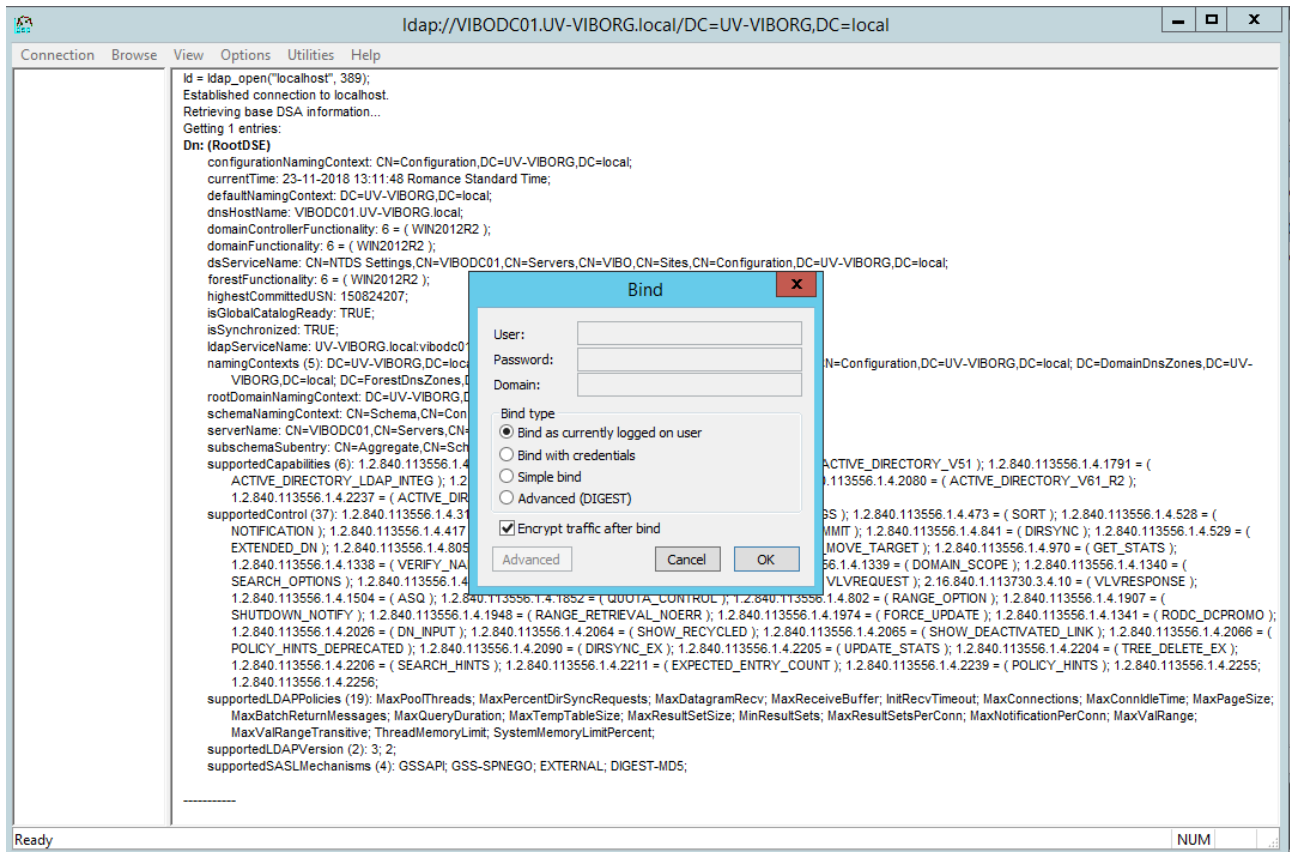 ldap://VIBODC01.UV-VIBORG.local/DC=UV-VIBORG,DC=local
Connection Browse View Options Utilities Help
ld = ldap_open("localhost", 389);
Established connection to localhost.
Retrieving base DSA information...
Getting 1 entries:
Dn: (RootDSE)
configurationNamingContext: CN=Configuration,DC=UV-VIBORG,DC=local;
currentTime: 23-11-2018 13:11:48 Romance Standard Time;
defaultNamingContext: DC=UV-VIBORG,DC=local;
dnsHostName: VIBODC01.UV-VIBORG.local;
domainControllerFunctionality: 6 = ( WIN2012R2 );
domainFunctionality: 6 = ( WIN2012R2 );
dsServiceName: CN=NTDS Settings,CN=VIBODC01,CN=Servers,CN=VIBO,CN=Sites,CN=Configuration,DC=UV-VIBORG,DC=local;
forestFunctionality: 6 = ( WIN2012R2 );
highestCommittedUSN: 150824207;
isGlobalCatalogReady: TRUE;
isSynchronized: TRUE;
ldapServiceName: UV-VIBORG.local:vibodc01
namingContexts (5): DC=UV-VIBORG,DC=loca N=Configuration,DC=UV-VIBORG,DC=local; DC=DomainDnsZones,DC=UV-
VIBORG,DC=local; DC=ForestDnsZones,
rootDomainNamingContext: DC=UV-VIBORG,
schemaNamingContext: CN=Schema,CN=Con
serverName: CN=VIBODC01,CN=Servers,CN=
subschemaSubentry: CN=Aggregate,CN=Sch
supportedCapabilities (6): 1.2.840.113556.1.4 ACTIVE_DIRECTORY_V51 ); 1.2.840.113556.1.4.1791 = (
ACTIVE_DIRECTORY_LDAP_INTEG ); 1.2 .113556.1.4.2080 = ( ACTIVE_DIRECTORY_V61_R2 );
1.2.840.113556.1.4.2237 = ( ACTIVE_DIR
supportedControl (37): 1.2.840.113556.1.4.31 GS ); 1.2.840.113556.1.4.473 = ( SORT ); 1.2.840.113556.1.4.528 = (
NOTIFICATION ); 1.2.840.113556.1.4.417 MMIT ); 1.2.840.113556.1.4.841 = ( DIRSYNC ); 1.2.840.113556.1.4.529 = (
EXTENDED_DN ); 1.2.840.113556.1.4.805 _MOVE_TARGET ); 1.2.840.113556.1.4.970 = ( GET_STATS );
1.2.840.113556.1.4.1338 = ( VERIFY_NA 6.1.4.1339 = ( DOMAIN_SCOPE ); 1.2.840.113556.1.4.1340 = (
SEARCH_OPTIONS ); 1.2.840.113556.1.4 VLVREQUEST ); 2.16.840.1.113730.3.4.10 = ( VLVRESPONSE );
1.2.840.113556.1.4.1504 = ( ASQ ); 1.2.840.113556.1.4.1852 = ( QUOTA_CONTROL ); 1.2.840.113556.1.4.802 = ( RANGE_OPTION ); 1.2.840.113556.1.4.1907 = (
SHUTDOWN_NOTIFY ); 1.2.840.113556.1.4.1948 = ( RANGE_RETRIEVAL_NOERR ); 1.2.840.113556.1.4.1974 = ( FORCE_UPDATE ); 1.2.840.113556.1.4.1341 = ( RODC_DCPROMO );
1.2.840.113556.1.4.2026 = ( DN_INPUT ); 1.2.840.113556.1.4.2064 = ( SHOW_RECYCLED ); 1.2.840.113556.1.4.2065 = ( SHOW_DEACTIVATED_LINK ); 1.2.840.113556.1.4.2066 = (
POLICY_HINTS_DEPRECATED ); 1.2.840.113556.1.4.2090 = ( DIRSYNC_EX ); 1.2.840.113556.1.4.2205 = ( UPDATE_STATS ); 1.2.840.113556.1.4.2204 = ( TREE_DELETE_EX );
1.2.840.113556.1.4.2206 = ( SEARCH_HINTS ); 1.2.840.113556.1.4.2211 = ( EXPECTED_ENTRY_COUNT ); 1.2.840.113556.1.4.2239 = ( POLICY_HINTS ); 1.2.840.113556.1.4.2255;
1.2.840.113556.1.4.2256;
supportedLDAPPolicies (19): MaxPoolThreads; MaxPercentDirSyncRequests; MaxDatagramRecv; MaxReceiveBuffer; InitRecvTimeout; MaxConnections; MaxConnIdleTime; MaxPageSize;
MaxBatchReturnMessages; MaxQueryDuration; MaxTempTableSize; MaxResultSetSize; MinResultSets; MaxResultSetsPerConn; MaxNotificationPerConn; MaxValRange;
MaxValRangeTransitive; ThreadMemoryLimit; SystemMemoryLimitPercent;
supportedLDAPVersion (2): 3; 2;
supportedSASLMechanisms (4): GSSAPI; GSS-SPNEGO; EXTERNAL; DIGEST-MD5;
-----------
Bind
User:
Password:
Domain:
Bind type
Bind as currently logged on user
Bind with credentials
Simple bind
Advanced (DIGEST)
Encrypt traffic after bind
Advanced Cancel OK
Ready NUM